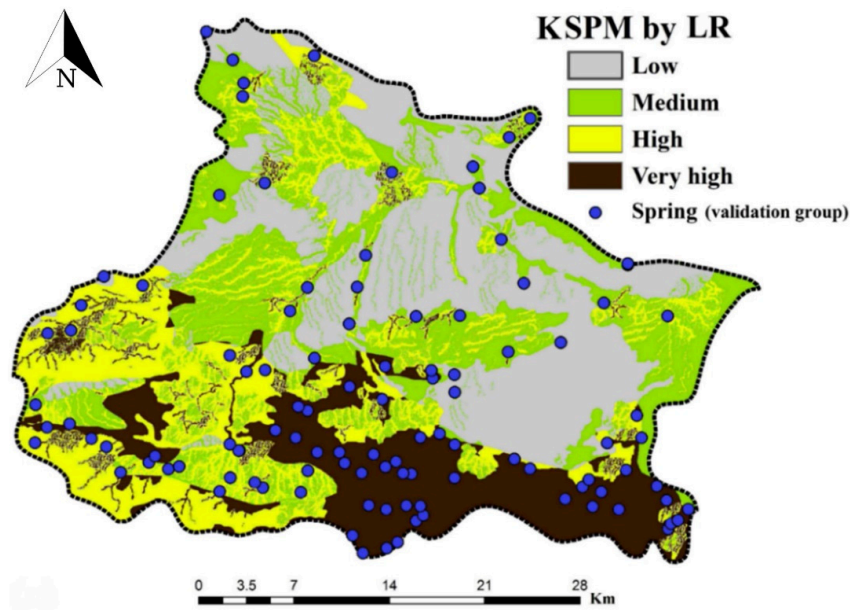 N
KSPM by LR
Low
Medium
High
Very high
Spring (validation group)
0 3.5 7 14 21 28
Km